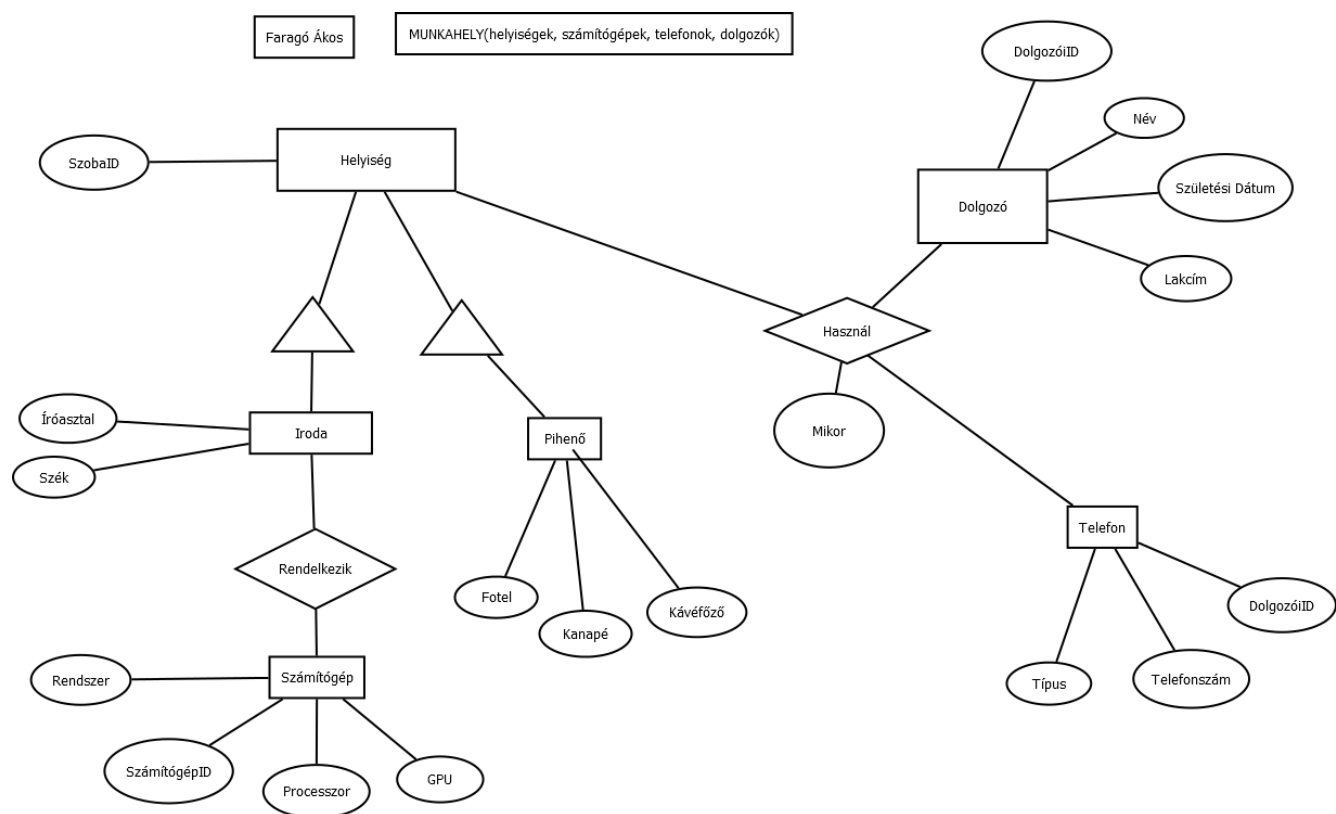 Faragó Ákos
MUNKAHELY(helyiségek, számítógépek, telefonok, dolgozók)
DolgozóiID
Név
SzobaID
Helyiség
Születési Dátum
Dolgozó
Lakcím
Használ
Íróasztal
Iroda
Pihenő
Mikor
Szék
Telefon
Rendelkezik
Fotel
Kávéfőző
DolgozóiID
Kanapé
Rendszer
Számítógép
Típus
Telefonszám
SzámítógépID
Processzor
GPU